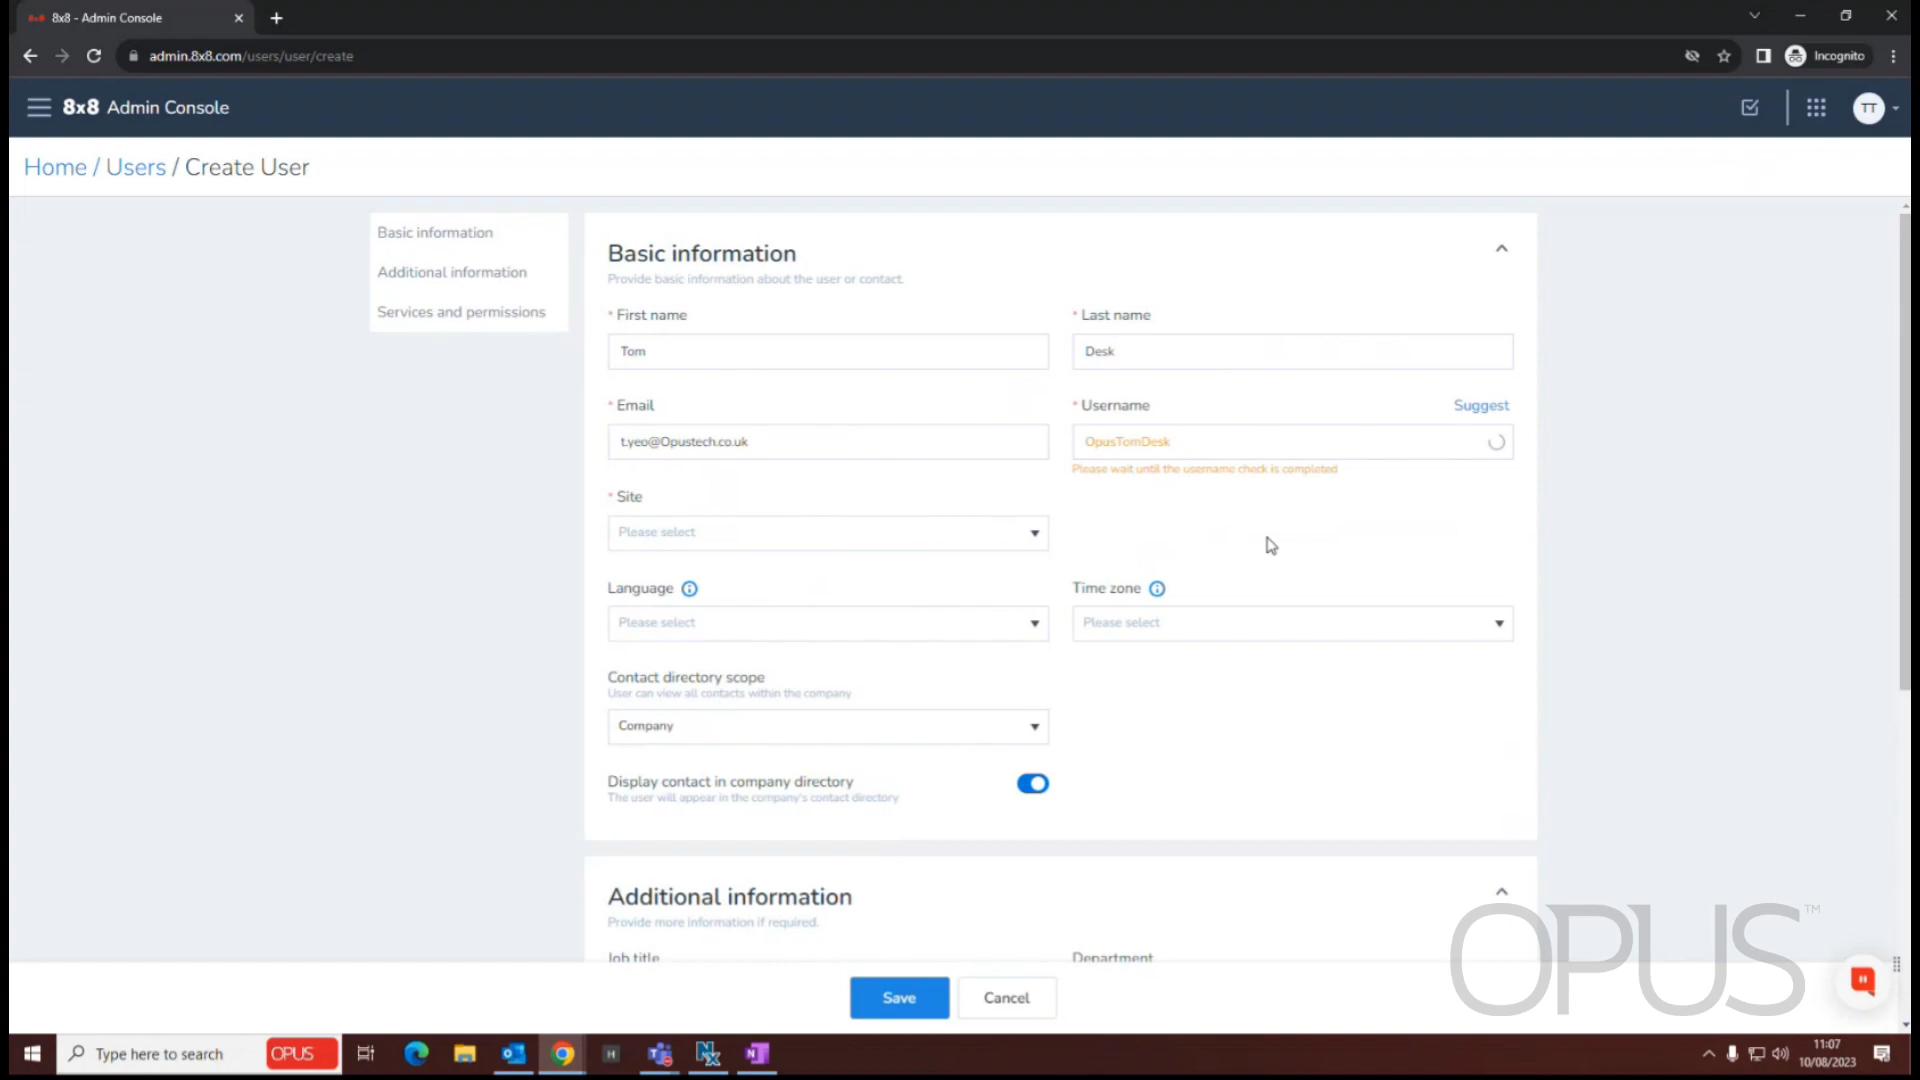 8x8 - Admin Console
admin.8x8.com/users/user/create
Incognito
8x8 Admin Console
TT
Home / Users / Create User
Basic information
Additional information
Services and permissions
Basic information
Provide basic information about the user or contact.
* First name
* Last name
Tom
Desk
* Email
* Username
Suggest
t.yeo@Opustech.co.uk
OpusTomDesk
Please wait until the username check is completed
* Site
Please select
Language
Time zone
Please select
Please select
Contact directory scope
User can view all contacts within the company
Company
Display contact in company directory
The user will appear in the company's contact directory
Additional information
Provide more information if required.
Job title
Department
OPUS™
Save
Cancel
Type here to search
OPUS
11:07
10/08/2023